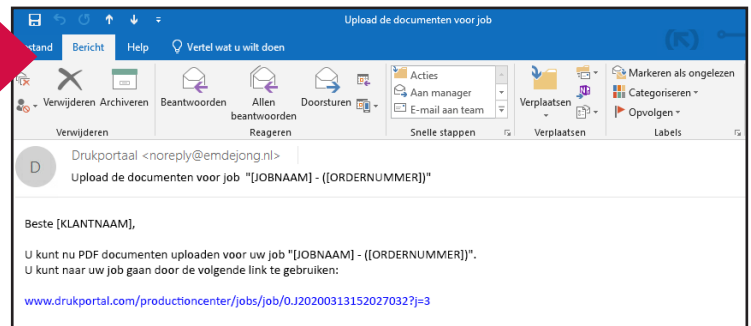 Upload d e documenten voor job
stand Bericht Help Vertel wat u wilt doen
Verwijderen Archiveren Beantwoorden Allen beantwoorden Doorsturen
Acties
Aan manager
E-mail aan team
Verplaatsen
Markeren als ongelezen
Categoriseren
Opvolgen
Verwijderen Reageren Snelle stappen Verplaatsen Labels
D
Drukportaal <noreply@emdejong.nl>
Upload de documenten voor job "[JOBNAAM] - ([ORDERNUMMER])"
Beste [KLANTNAAM],
U kunt nu PDF documenten uploaden voor uw job "[JOBNAAM] - ([ORDERNUMMER])".
U kunt naar uw job gaan door de volgende link te gebruiken:
www.drukportal.com/productioncenter/jobs/job/0.J20200313152027032?j=3